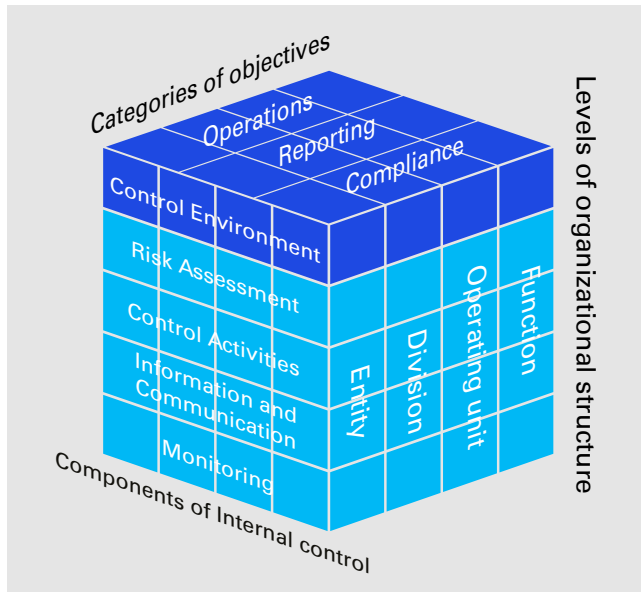 Categories of objectives
Operations
Reporting
Compliance
Control Environment
Risk Assessment
Control Activities
Information and
Communication
Monitoring
Components of Internal control
Entity
Division
Operating unit
Function
Levels of organizational structure